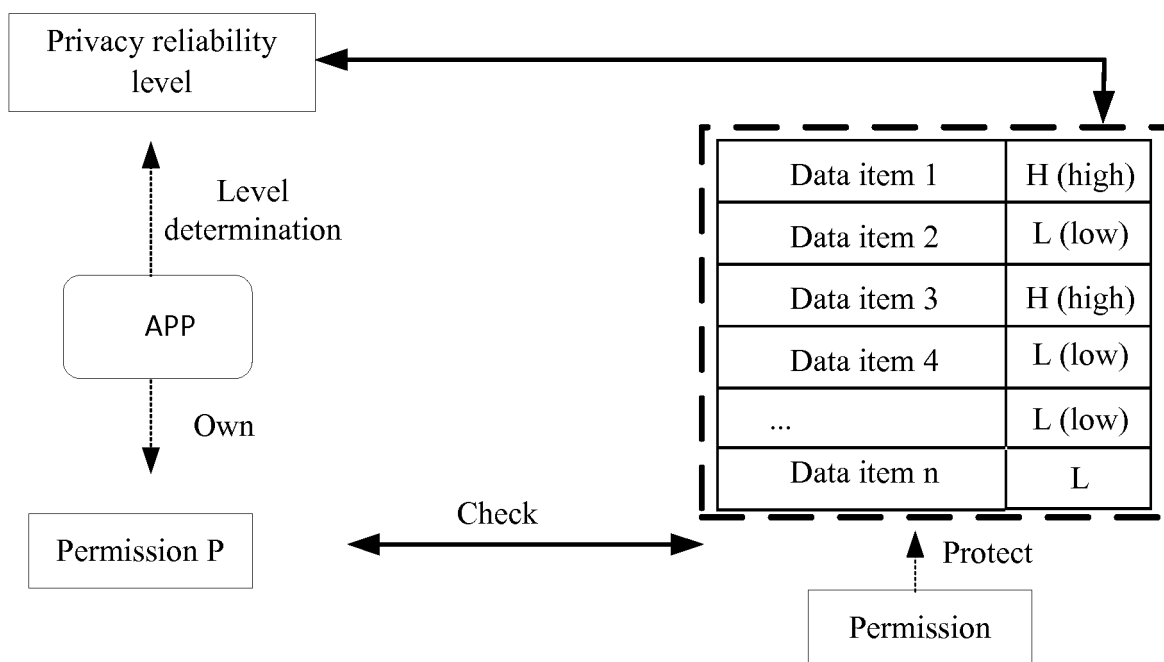 Privacy reliability
level
Level
determination
APP
Own
Permission P
Check
Data item 1 H (high)
Data item 2 L (low)
Data item 3 H (high)
Data item 4 L (low)
... L (low)
Data item n L
Protect
Permission